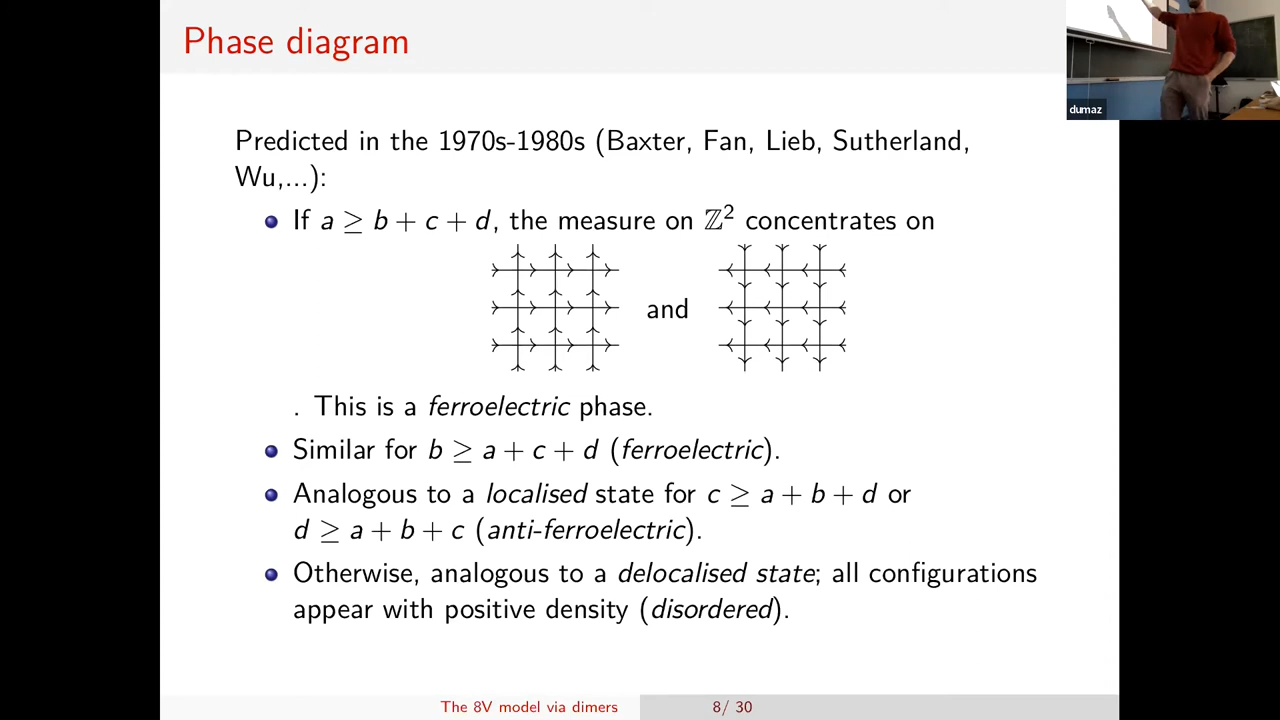 Phase diagram
dumaz
Predicted in the 1970s-1980s (Baxter, Fan, Lieb, Sutherland,
Wu,...):
If a ≥ b + c + d, the measure on ℤ² concentrates on
and
. This is a ferroelectric phase.
Similar for b ≥ a + c + d (ferroelectric).
Analogous to a localised state for c ≥ a + b + d or
d ≥ a + b + c (anti-ferroelectric).
Otherwise, analogous to a delocalised state; all configurations
appear with positive density (disordered).
The 8V model via dimers 8/ 30